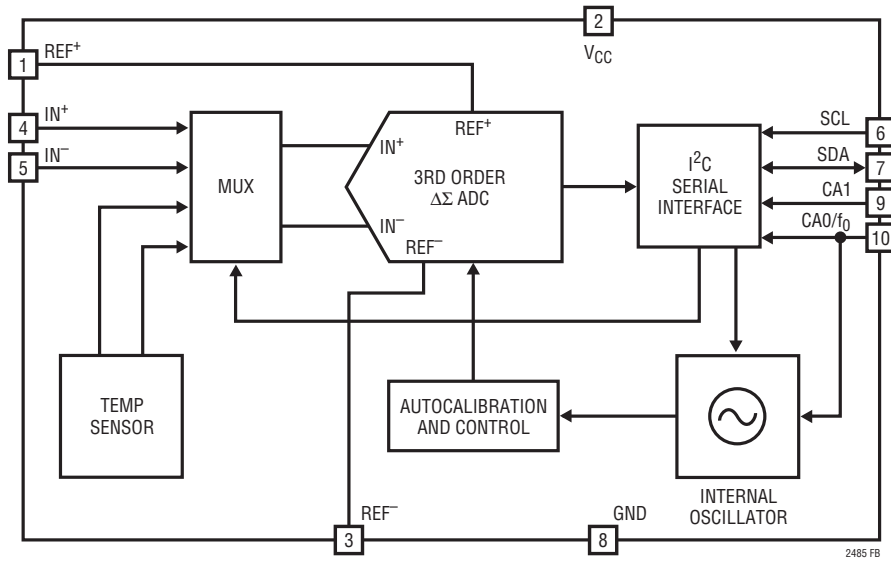 2
V_CC
REF⁺
1
IN⁺
4
IN⁻
5
MUX
REF⁺
IN⁺
3RD ORDER
ΔΣ ADC
IN⁻
REF⁻
I²C
SERIAL
INTERFACE
SCL
6
SDA
7
CA1
9
CA0/f₀
10
TEMP
SENSOR
AUTOCALIBRATION
AND CONTROL
INTERNAL
OSCILLATOR
REF⁻
3
GND
8
2485 FB